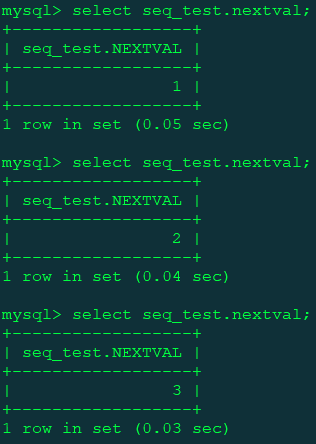 mysql> select seq_test.nextval;
+------------------+
| seq_test.NEXTVAL |
+------------------+
|                1 |
+------------------+
1 row in set (0.05 sec)

mysql> select seq_test.nextval;
+------------------+
| seq_test.NEXTVAL |
+------------------+
|                2 |
+------------------+
1 row in set (0.04 sec)

mysql> select seq_test.nextval;
+------------------+
| seq_test.NEXTVAL |
+------------------+
|                3 |
+------------------+
1 row in set (0.03 sec)